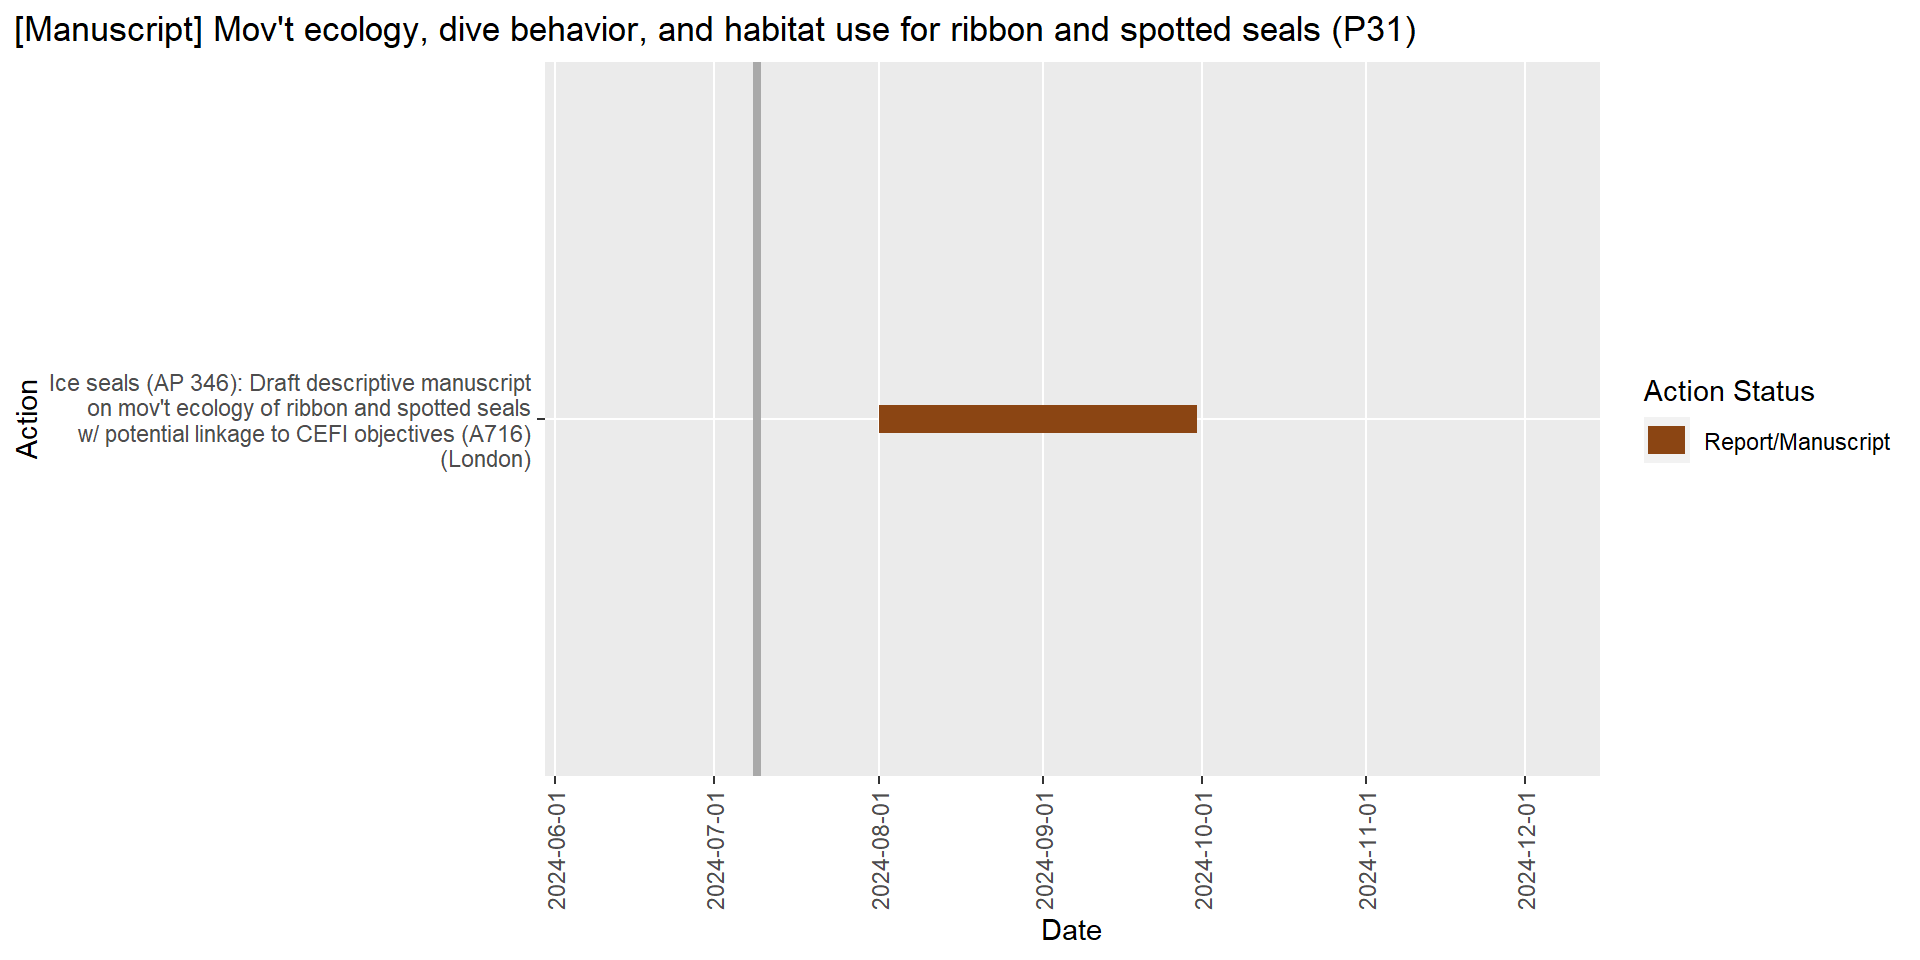 [Manuscript] Mov't ecology, dive behavior, and habitat use for ribbon and spotted seals (P31)
Action
Ice seals (AP 346): Draft descriptive manuscript
on mov't ecology of ribbon and spotted seals
w/ potential linkage to CEFI objectives (A716)
(London)
Action Status
Report/Manuscript
2024-06-01
2024-07-01
2024-08-01
2024-09-01
2024-10-01
2024-11-01
2024-12-01
Date